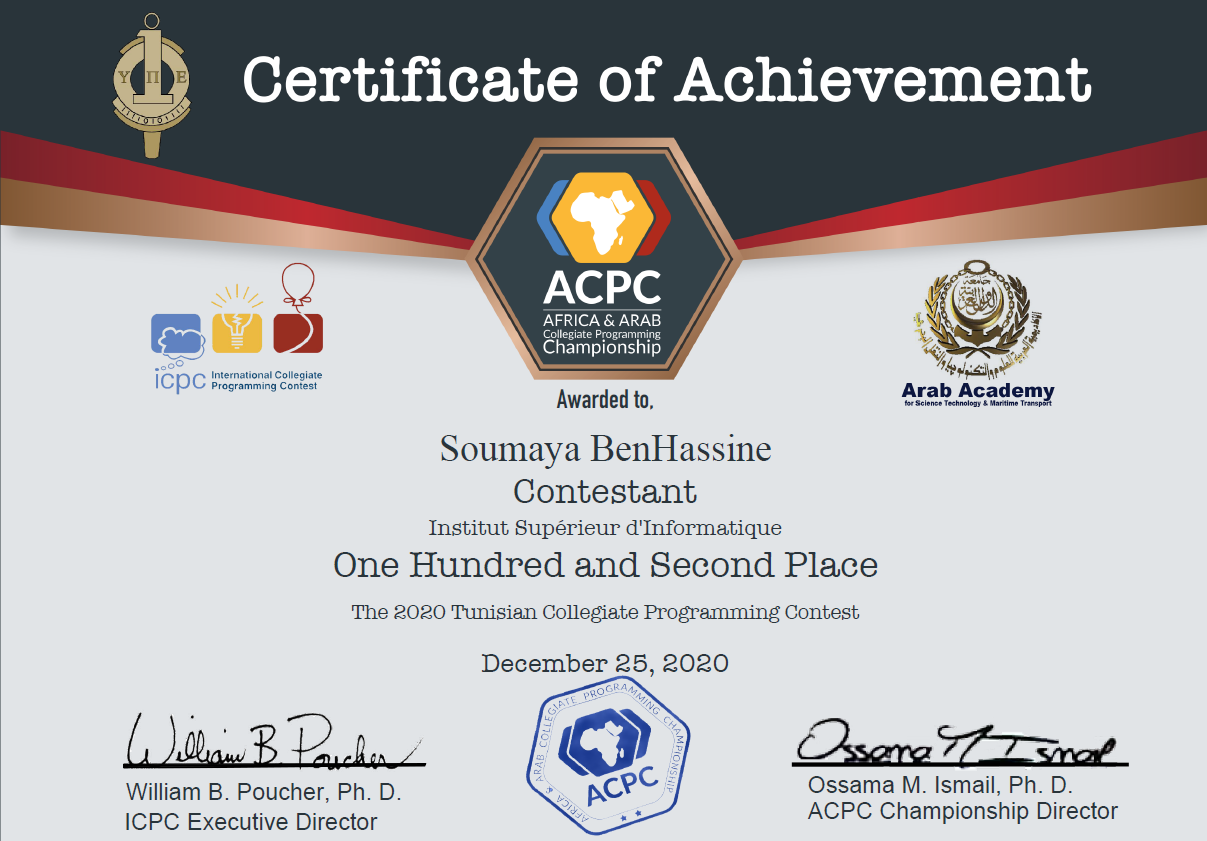 Υ Π Ε
Certificate of Achievement
ACPC
AFRICA & ARAB
Collegiate Programming
Championship
icpc
International Collegiate
Programming Contest
Arab Academy
for Science Technology & Maritime Transport
Awarded to,
Soumaya BenHassine
Contestant
Institut Supérieur d'Informatique
One Hundred and Second Place
The 2020 Tunisian Collegiate Programming Contest
December 25, 2020
AFRICA & ARAB COLLEGIATE PROGRAMMING CHAMPIONSHIP
ACPC
William B Poucher
William B. Poucher, Ph. D.
ICPC Executive Director
Ossama M Ismail
Ossama M. Ismail, Ph. D.
ACPC Championship Director